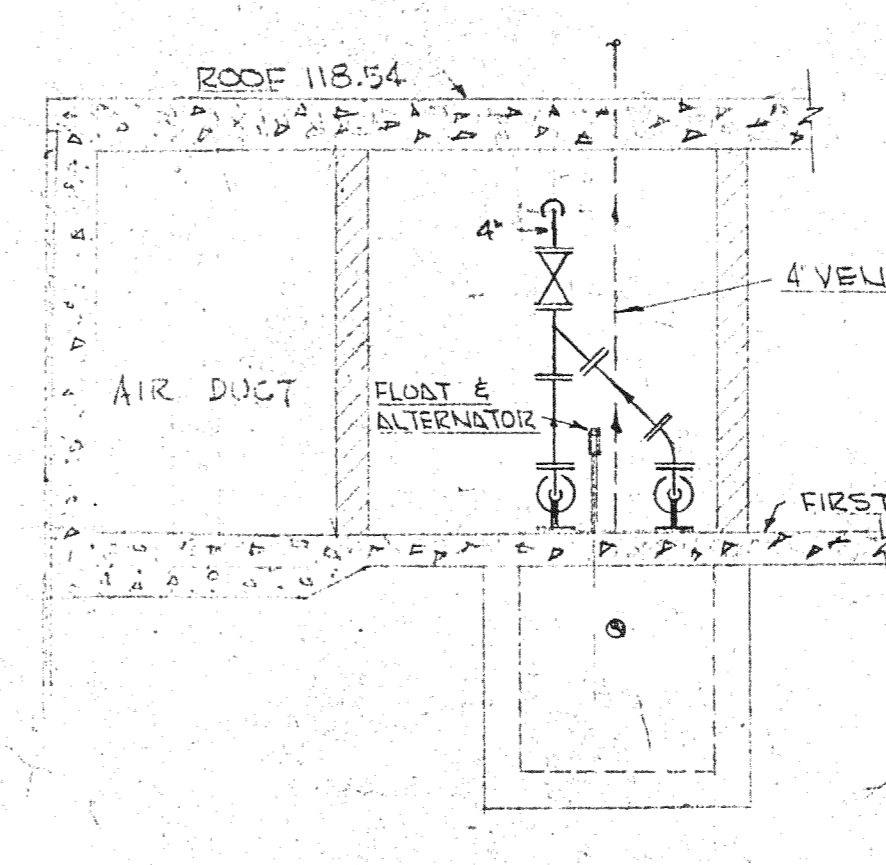 ROOF 118.54
4"
4" VEN
AIR DUCT
FLOAT &
ALTERNATOR
FIRST